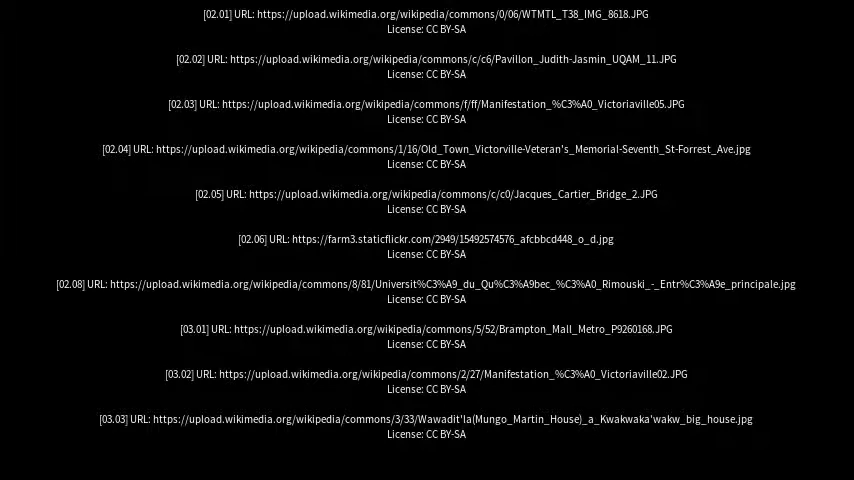 [02.01] URL: https://upload.wikimedia.org/wikipedia/commons/0/06/WTMTL_T38_IMG_8618.JPG
License: CC BY-SA
[02.02] URL: https://upload.wikimedia.org/wikipedia/commons/c/c6/Pavillon_Judith-Jasmin_UQAM_11.JPG
License: CC BY-SA
[02.03] URL: https://upload.wikimedia.org/wikipedia/commons/f/ff/Manifestation_%C3%A0_Victoriaville05.JPG
License: CC BY-SA
[02.04] URL: https://upload.wikimedia.org/wikipedia/commons/1/16/Old_Town_Victorville-Veteran's_Memorial-Seventh_St-Forrest_Ave.jpg
License: CC BY-SA
[02.05] URL: https://upload.wikimedia.org/wikipedia/commons/c/c0/Jacques_Cartier_Bridge_2.JPG
License: CC BY-SA
[02.06] URL: https://farm3.staticflickr.com/2949/15492574576_afcbbcd448_o_d.jpg
License: CC BY-SA
[02.08] URL: https://upload.wikimedia.org/wikipedia/commons/8/81/Universit%C3%A9_du_Qu%C3%A9bec_%C3%A0_Rimouski_-_Entr%C3%A9e_principale.jpg
License: CC BY-SA
[03.01] URL: https://upload.wikimedia.org/wikipedia/commons/5/52/Brampton_Mall_Metro_P9260168.JPG
License: CC BY-SA
[03.02] URL: https://upload.wikimedia.org/wikipedia/commons/2/27/Manifestation_%C3%A0_Victoriaville02.JPG
License: CC BY-SA
[03.03] URL: https://upload.wikimedia.org/wikipedia/commons/3/33/Wawadit'la(Mungo_Martin_House)_a_Kwakwaka'wakw_big_house.jpg
License: CC BY-SA